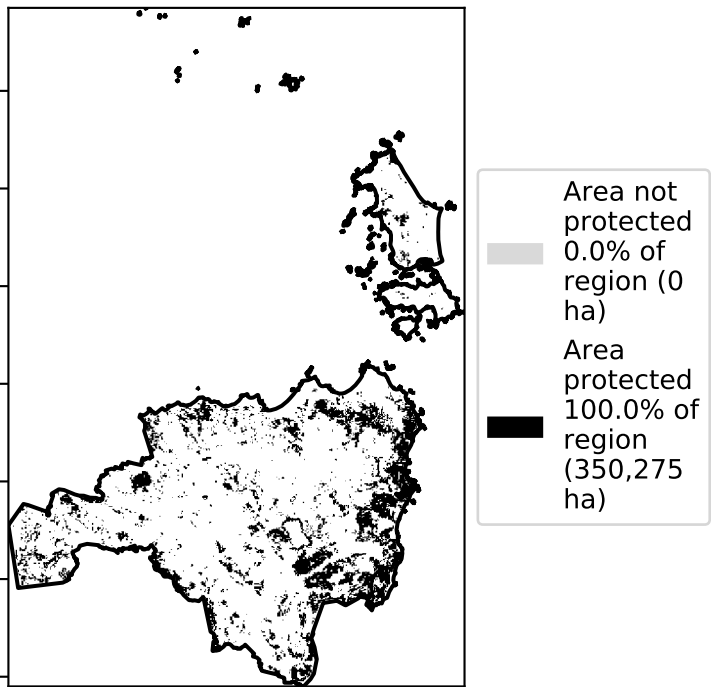 Area not
protected
0.0% of
region (0
ha)
Area
protected
100.0% of
region
(350,275
ha)